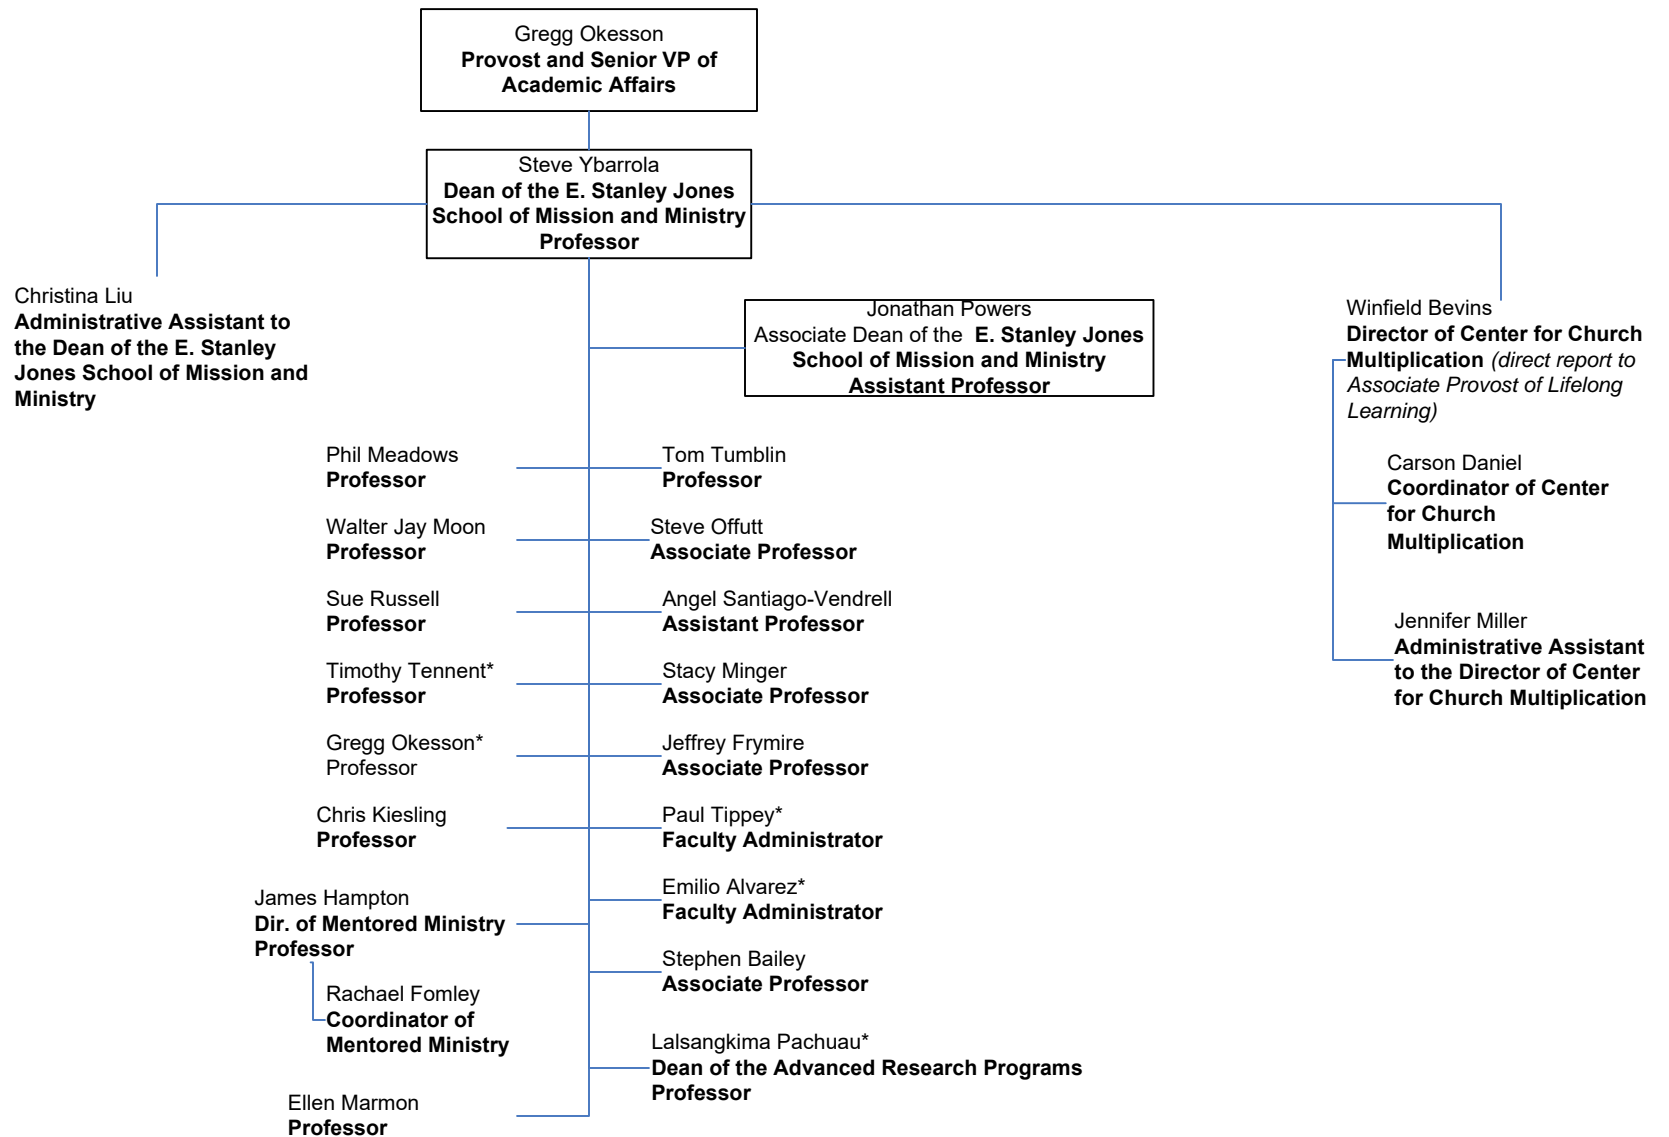 Gregg Okesson
Provost and Senior VP of
Academic Affairs
Steve Ybarrola
Dean of the E. Stanley Jones
School of Mission and Ministry
Professor
Christina Liu
Administrative Assistant to
the Dean of the E. Stanley
Jones School of Mission and
Ministry
Jonathan Powers
Associate Dean of the E. Stanley Jones
School of Mission and Ministry
Assistant Professor
Winfield Bevins
Director of Center for Church
Multiplication (direct report to
Associate Provost of Lifelong
Learning)
Carson Daniel
Coordinator of Center
for Church
Multiplication
Jennifer Miller
Administrative Assistant
to the Director of Center
for Church Multiplication
Phil Meadows
Professor
Tom Tumblin
Professor
Walter Jay Moon
Professor
Steve Offutt
Associate Professor
Sue Russell
Professor
Angel Santiago-Vendrell
Assistant Professor
Timothy Tennent*
Professor
Stacy Minger
Associate Professor
Gregg Okesson*
Professor
Jeffrey Frymire
Associate Professor
Chris Kiesling
Professor
Paul Tippey*
Faculty Administrator
James Hampton
Dir. of Mentored Ministry
Professor
Emilio Alvarez*
Faculty Administrator
Stephen Bailey
Associate Professor
Rachael Fomley
Coordinator of
Mentored Ministry
Lalsangkima Pachuau*
Dean of the Advanced Research Programs
Professor
Ellen Marmon
Professor